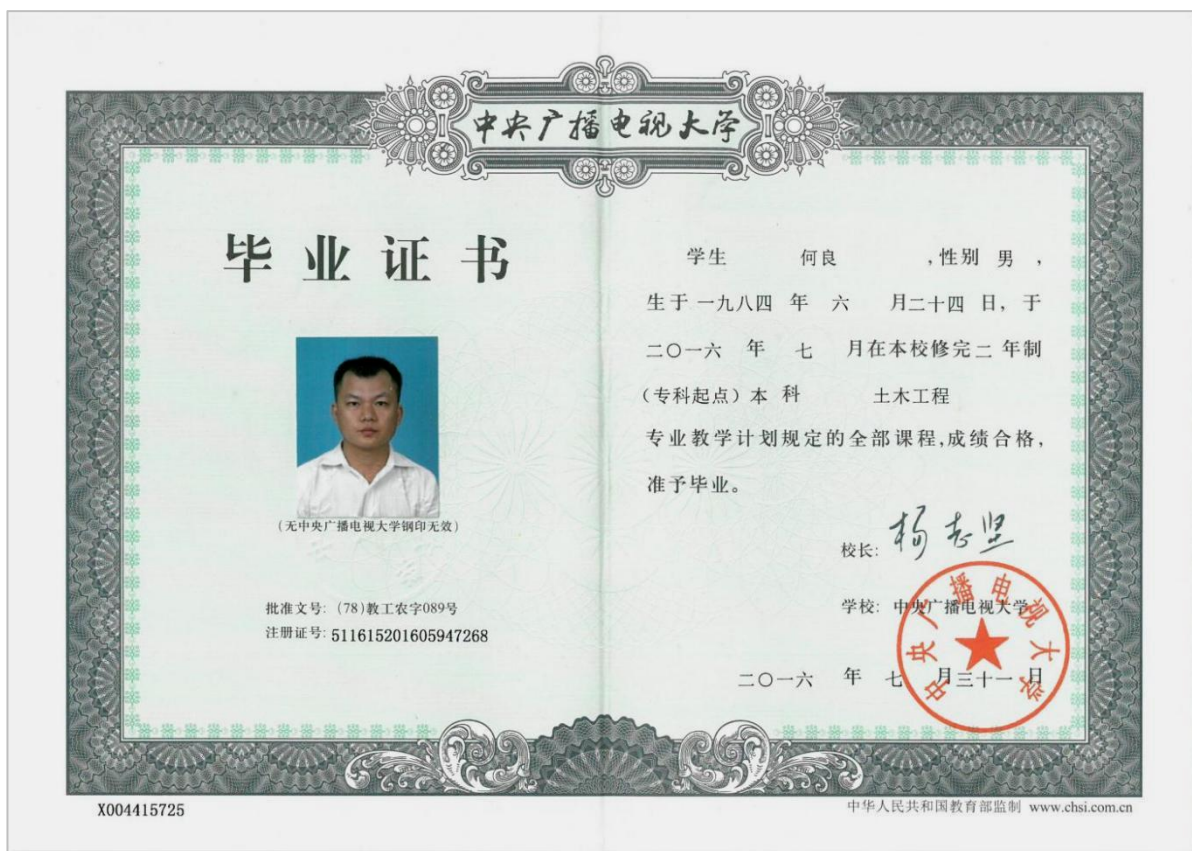 中央广播电视大学
毕业证书
(无中央广播电视大学钢印无效)
批准文号: (78)教工农字089号
注册证号: 511615201605947268
学生 何良 ,性别 男 ,
生于 一九八四 年 六 月二十四 日, 于
二〇一六 年 七 月在本校修完 二 年制
(专科起点) 本 科 土木工程
专业教学计划规定的全部课程,成绩合格,
准予毕业。
校长: 杨志坚
学校: 中央广播电视大学
中央广播电视大学
二〇一六 年 七 月三十一 日
X004415725
中华人民共和国教育部监制 www.chsi.com.cn